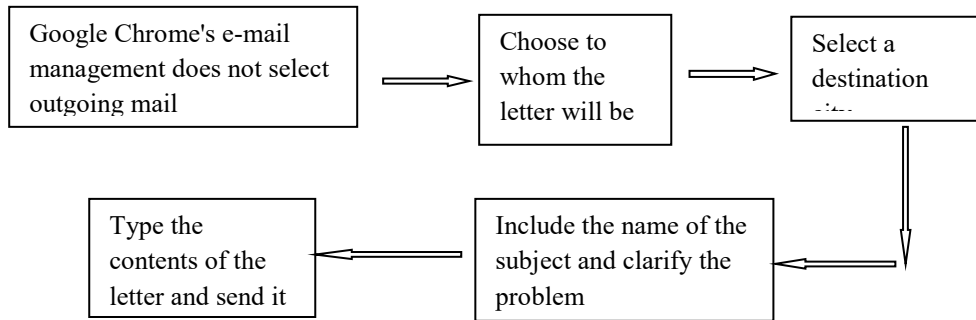 Google Chrome's e-mail
management does not select
outgoing mail
Choose to
whom the
letter will be
Select a
destination
city
Include the name of the
subject and clarify the
problem
Type the
contents of the
letter and send it